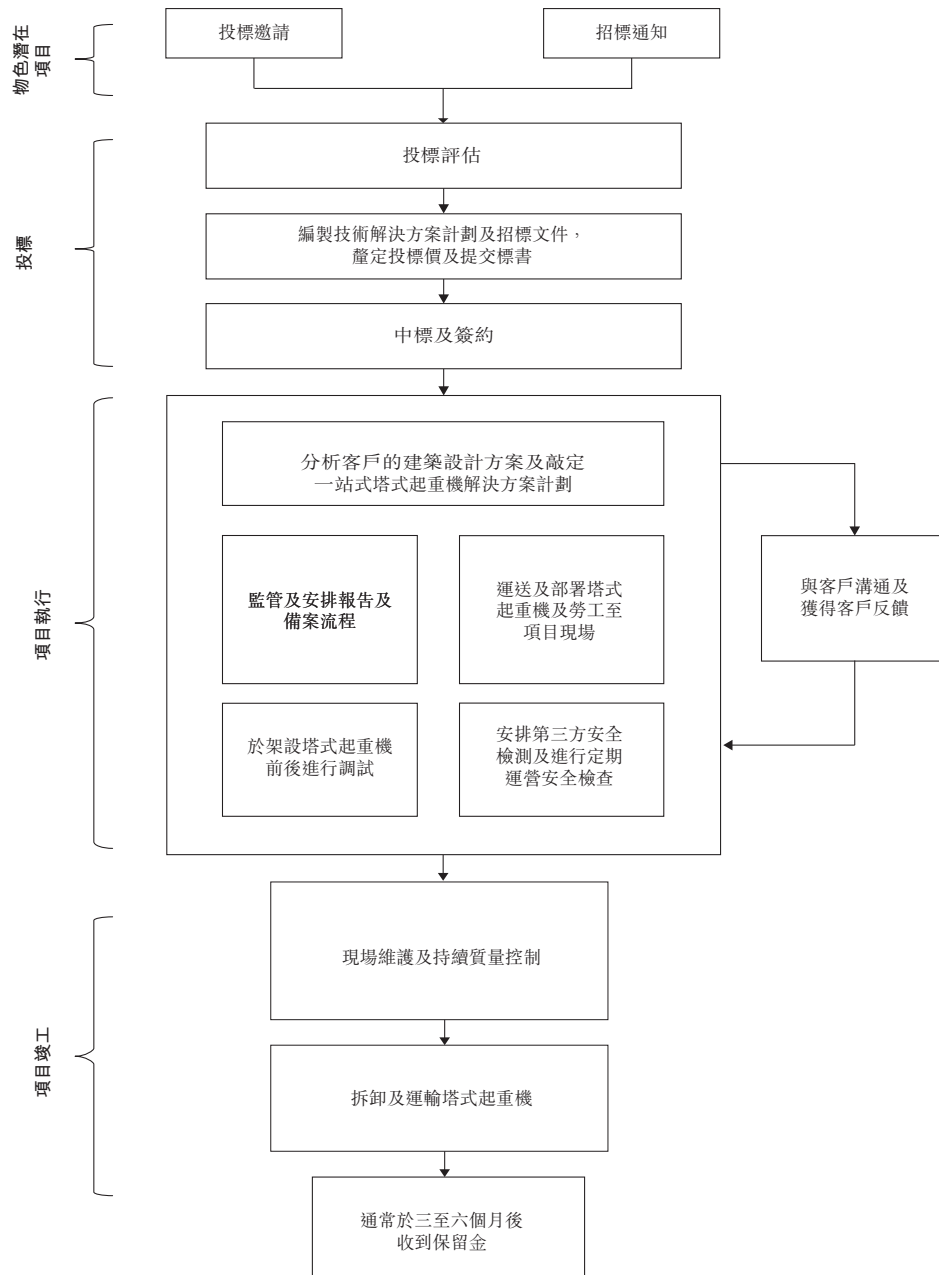 物色潛在
項目
投標邀請
招標通知
投標
投標評估
編製技術解決方案計劃及招標文件，
釐定投標價及提交標書
中標及簽約
項目執行
分析客戶的建築設計方案及敲定
一站式塔式起重機解決方案計劃
監管及安排報告及
備案流程
運送及部署塔式
起重機及勞工至
項目現場
於架設塔式起重機
前後進行調試
安排第三方安全
檢測及進行定期
運營安全檢查
與客戶溝通及
獲得客戶反饋
項目竣工
現場維護及持續質量控制
拆卸及運輸塔式起重機
通常於三至六個月後
收到保留金